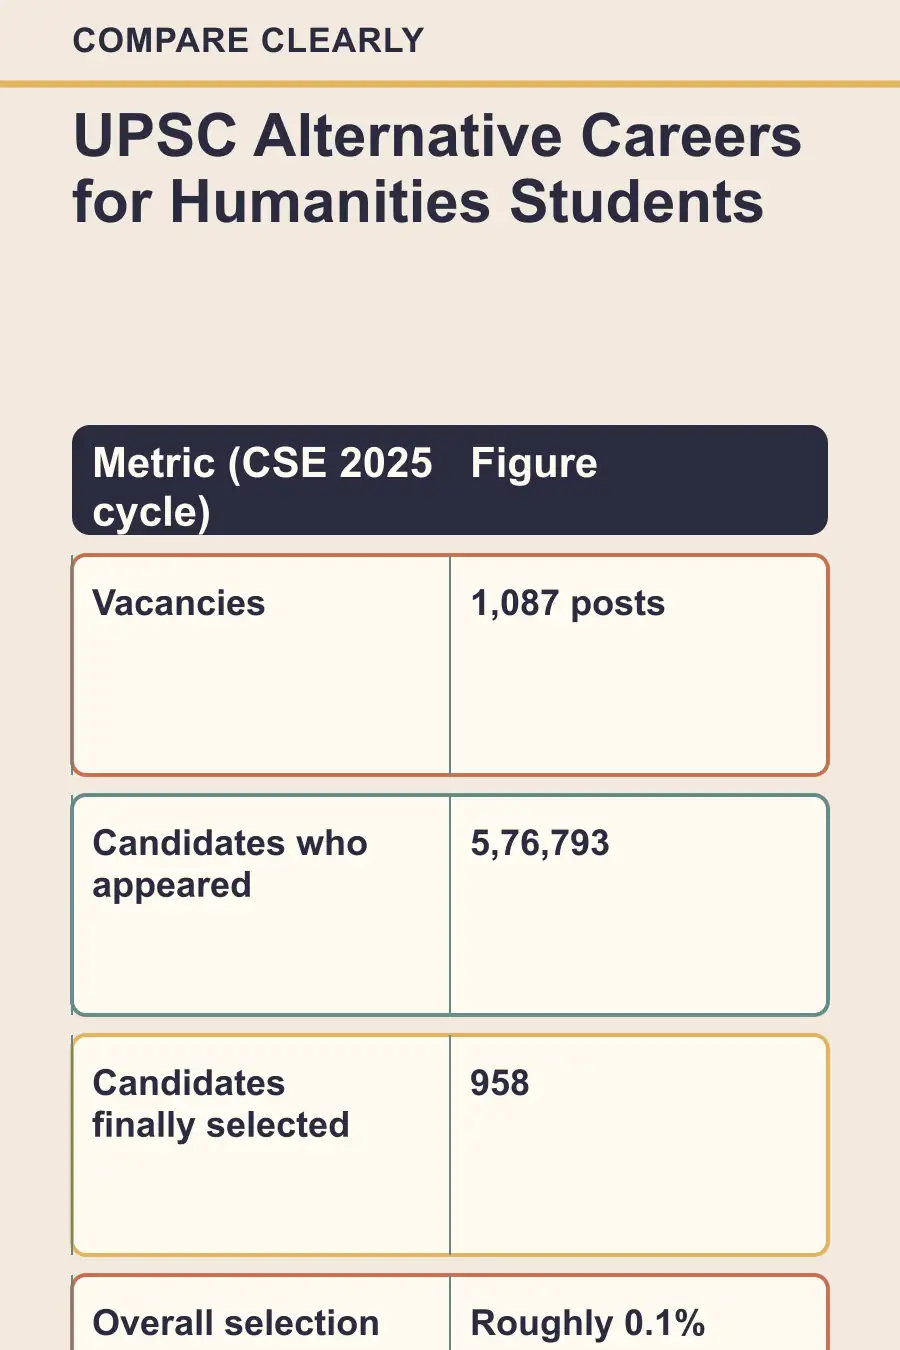 COMPARE CLEARLY
UPSC Alternative Careers
for Humanities Students
Metric (CSE 2025 Figure
cycle)
Vacancies 1,087 posts
Candidates who 5,76,793
appeared
Candidates 958
finally selected
Overall selection Roughly 0.1%